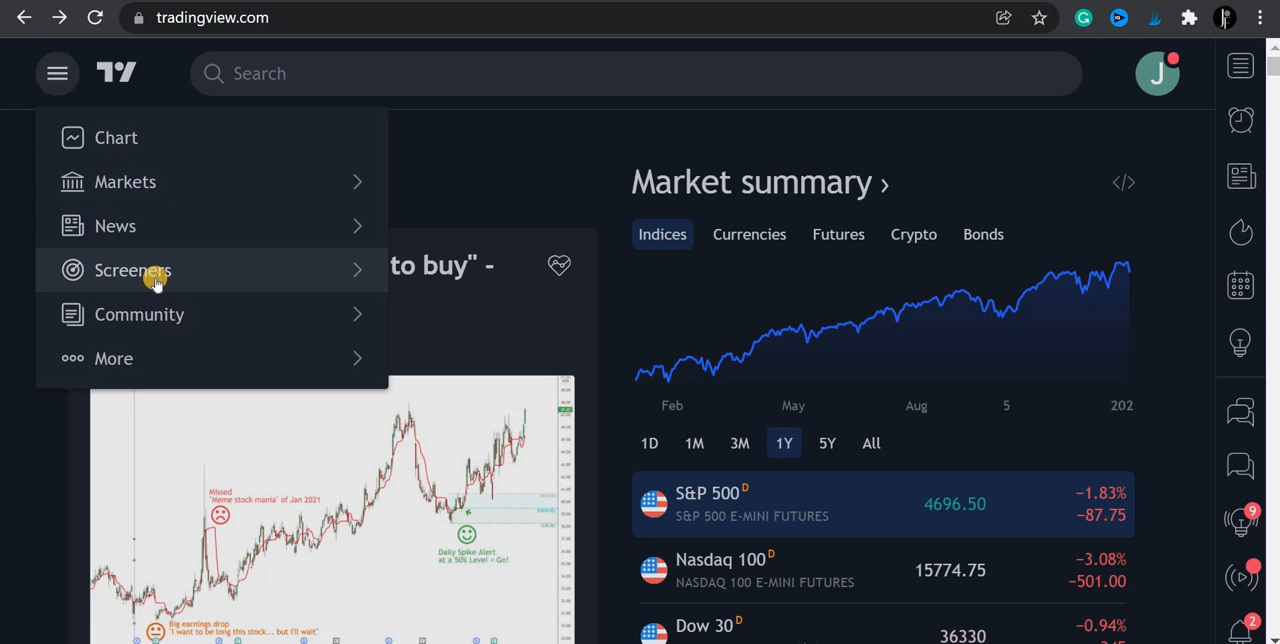 tradingview.com
Search
J
Chart
Markets
News
Screeners
Community
More
to buy" -
Missed
"Meme stock mania" of Jan 2021
Daily Spike Alert
at a 50% Level = Go!
Big earnings drop
"I want to be long this stock... but I'll wait"
Market summary ›
Indices Currencies Futures Crypto Bonds
Feb May Aug 5 202
1D 1M 3M 1Y 5Y All
S&P 500 D 4696.50 −1.83%
S&P 500 E-MINI FUTURES −87.75
Nasdaq 100 D 15774.75 −3.08%
NASDAQ 100 E-MINI FUTURES −501.00
Dow 30 D 36330 −0.94%
9
2